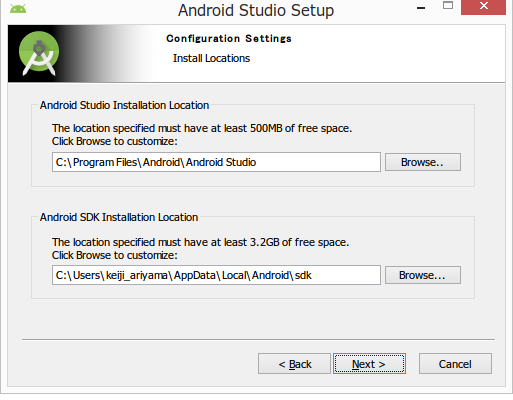 Android Studio Setup
Configuration Settings
Install Locations
Android Studio Installation Location
The location specified must have at least 500MB of free space.
Click Browse to customize:
C:\Program Files\Android\Android Studio
Browse..
Android SDK Installation Location
The location specified must have at least 3.2GB of free space.
Click Browse to customize:
C:\Users\keiji_ariyama\AppData\Local\Android\sdk
Browse...
< Back
Next >
Cancel